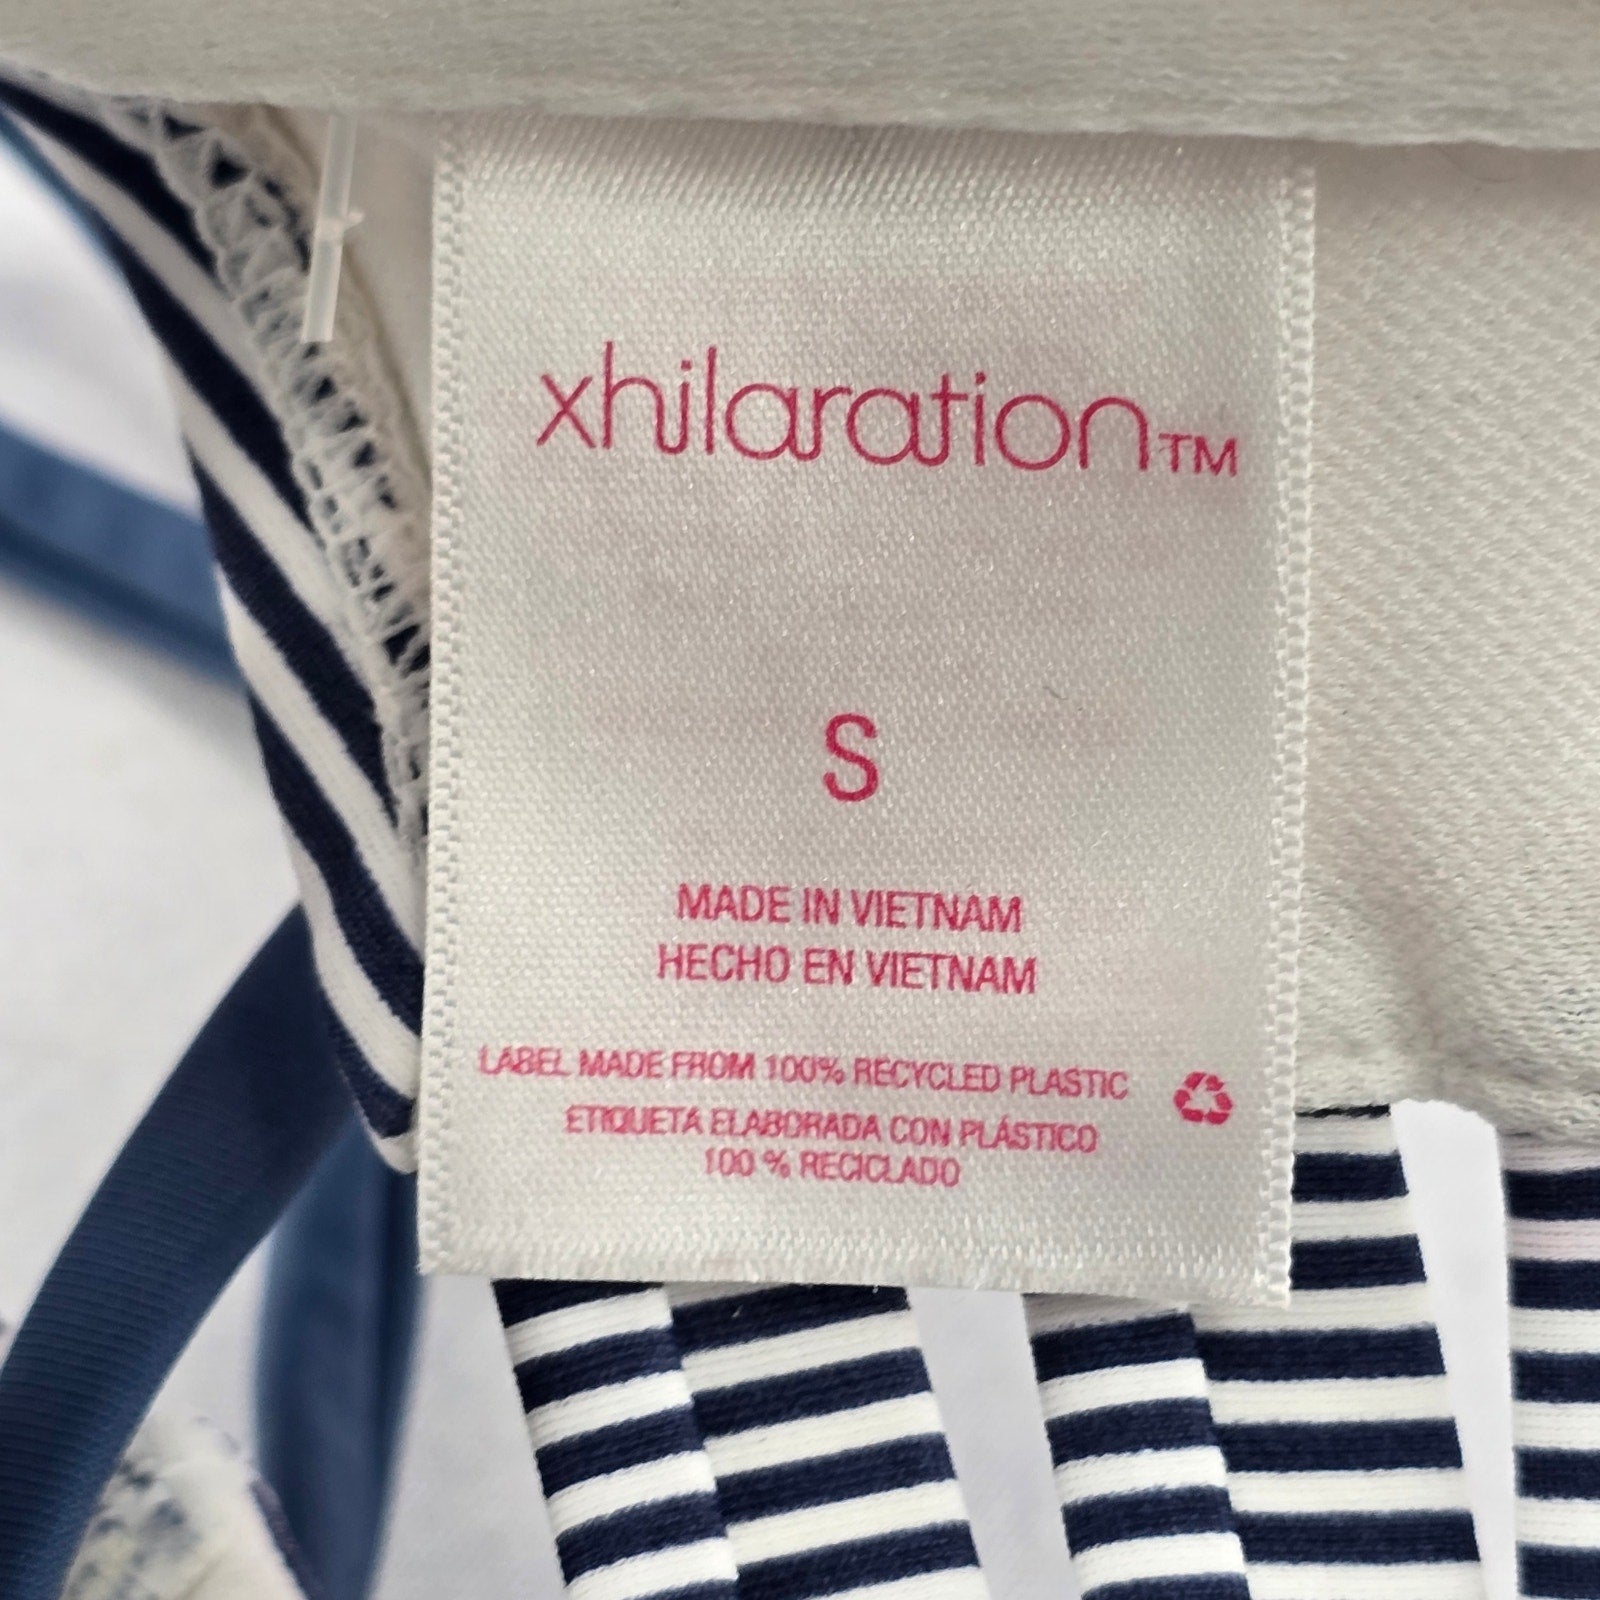 xhilaration™
S
MADE IN VIETNAM
HECHO EN VIETNAM
LABEL MADE FROM 100% RECYCLED PLASTIC
ETIQUETA ELABORADA CON PLÁSTICO
100 % RECICLADO